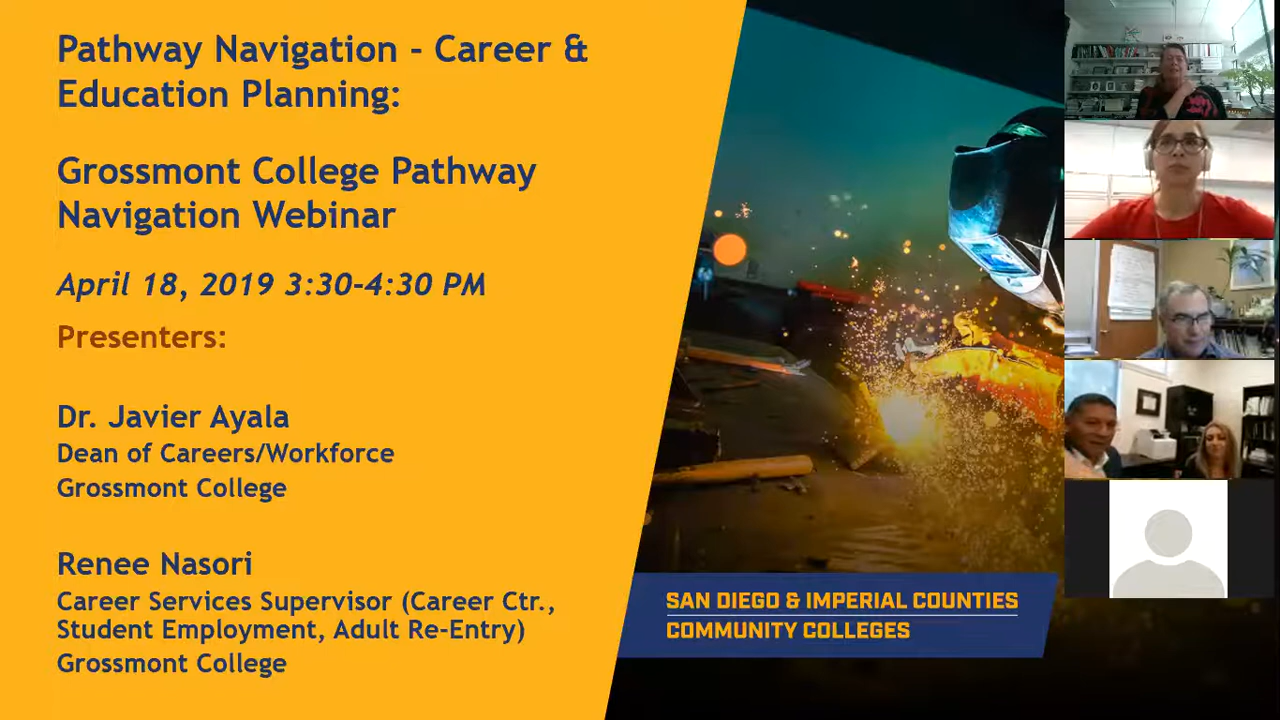 Pathway Navigation - Career &
Education Planning:
Grossmont College Pathway
Navigation Webinar
April 18, 2019 3:30-4:30 PM
Presenters:
Dr. Javier Ayala
Dean of Careers/Workforce
Grossmont College
Renee Nasori
Career Services Supervisor (Career Ctr.,
Student Employment, Adult Re-Entry)
Grossmont College
SAN DIEGO & IMPERIAL COUNTIES
COMMUNITY COLLEGES